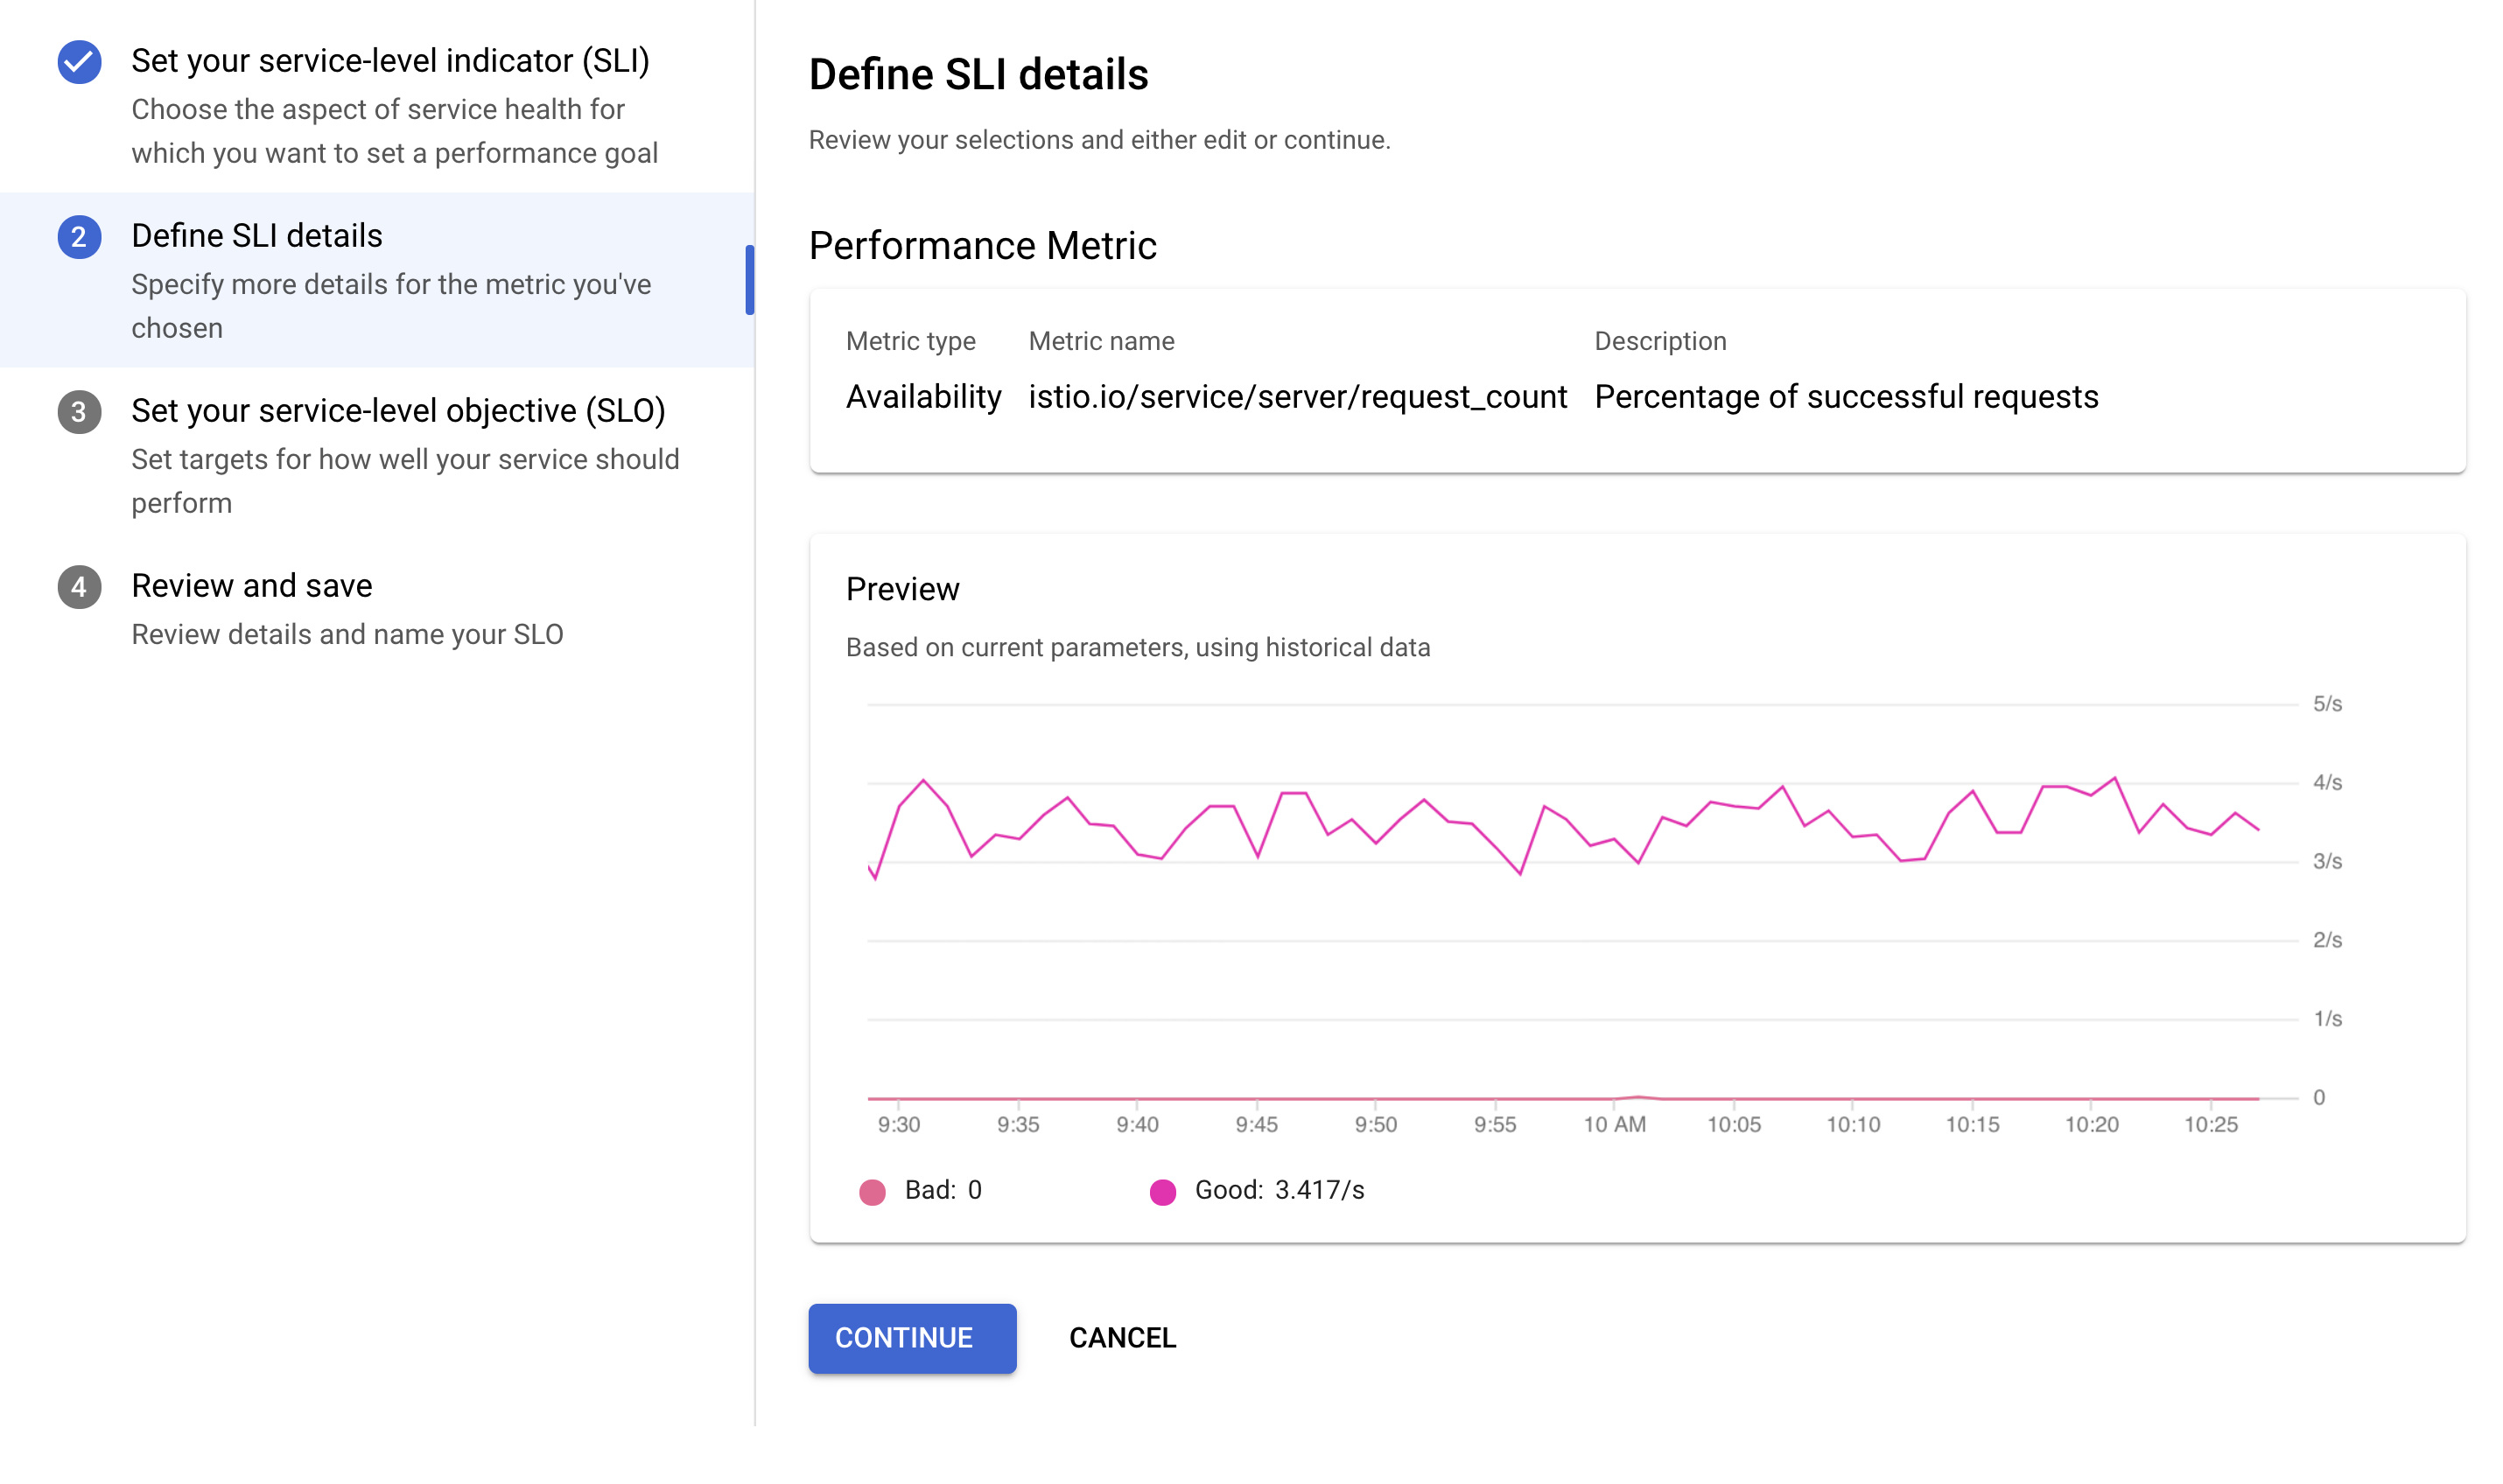 Set your service-level indicator (SLI)
Choose the aspect of service health for
which you want to set a performance goal
2
Define SLI details
Specify more details for the metric you've
chosen
3
Set your service-level objective (SLO)
Set targets for how well your service should
perform
4
Review and save
Review details and name your SLO
Define SLI details
Review your selections and either edit or continue.
Performance Metric
Metric type Metric name Description
Availability istio.io/service/server/request_count Percentage of successful requests
Preview
Based on current parameters, using historical data
5/s
4/s
3/s
2/s
1/s
0
9:30 9:35 9:40 9:45 9:50 9:55 10 AM 10:05 10:10 10:15 10:20 10:25
Bad: 0 Good: 3.417/s
CONTINUE CANCEL